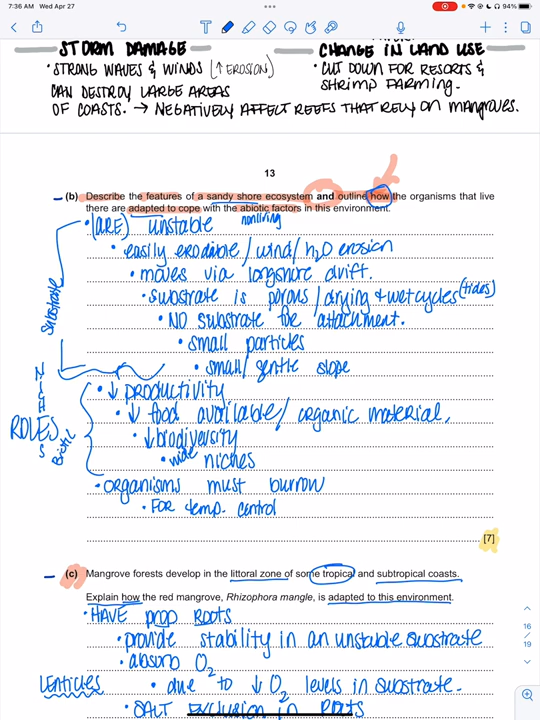 7:36 AM Wed Apr 27
94%
STORM DAMAGE
CHANGE IN LAND USE
• STRONG WAVES & WINDS (↑ EROSION)
CAN DESTROY LARGE AREAS
OF COASTS. → NEGATIVELY AFFECT REEFS THAT RELY ON MANGROVES.
• CUT DOWN FOR RESORTS &
SHRIMP FARMING.
13
(b) Describe the features of a sandy shore ecosystem and outline how the organisms that live
there are adapted to cope with the abiotic factors in this environment.
nonliving
• (ARE) unstable
• easily erodible/wind/H2O erosion
• moves via longshore drift.
• substrate is porous/drying & wet cycles (tides)
• NO substrate for attachment.
• small particles
• small/gentle slope
Substrate
• ↓ productivity
• ↓ food available/organic material.
• ↓ biodiversity
niches
ROLES
Biotic
• Organisms must burrow
• For temp. control
[7]
(c) Mangrove forests develop in the littoral zone of some tropical and subtropical coasts.
Explain how the red mangrove, Rhizophora mangle, is adapted to this environment.
• HAVE prop ROOTS
• provide stability in an unstable substrate
• absorb O2
Lenticles
• due to ↓ O2 levels in substrate.
• SALT EXCLUSION in ROOTS
16
/
19